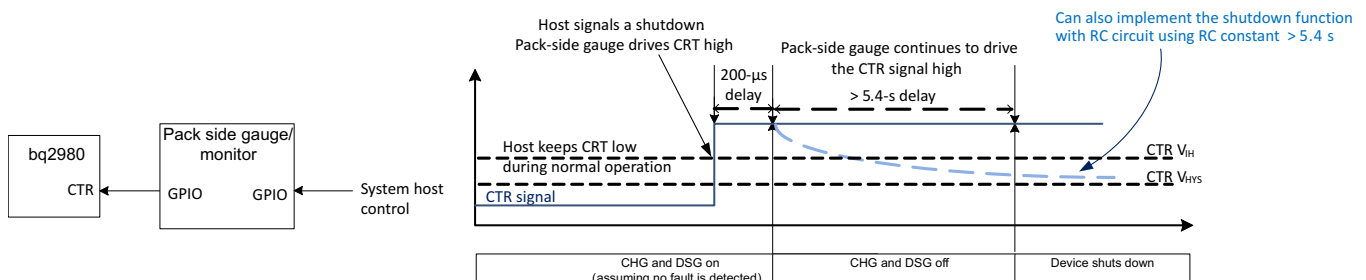 bq2980
CTR
Pack side gauge/
monitor
GPIO
GPIO
System host
control
Host signals a shutdown
Pack-side gauge drives CRT high
200-µs
delay
Pack-side gauge continues to drive
the CTR signal high
> 5.4-s delay
Can also implement the shutdown function
with RC circuit using RC constant > 5.4 s
Host keeps CRT low
during normal operation
CTR signal
CTR VIH
CTR VHYS
CHG and DSG on
(assuming no fault is detected)
CHG and DSG off
Device shuts down